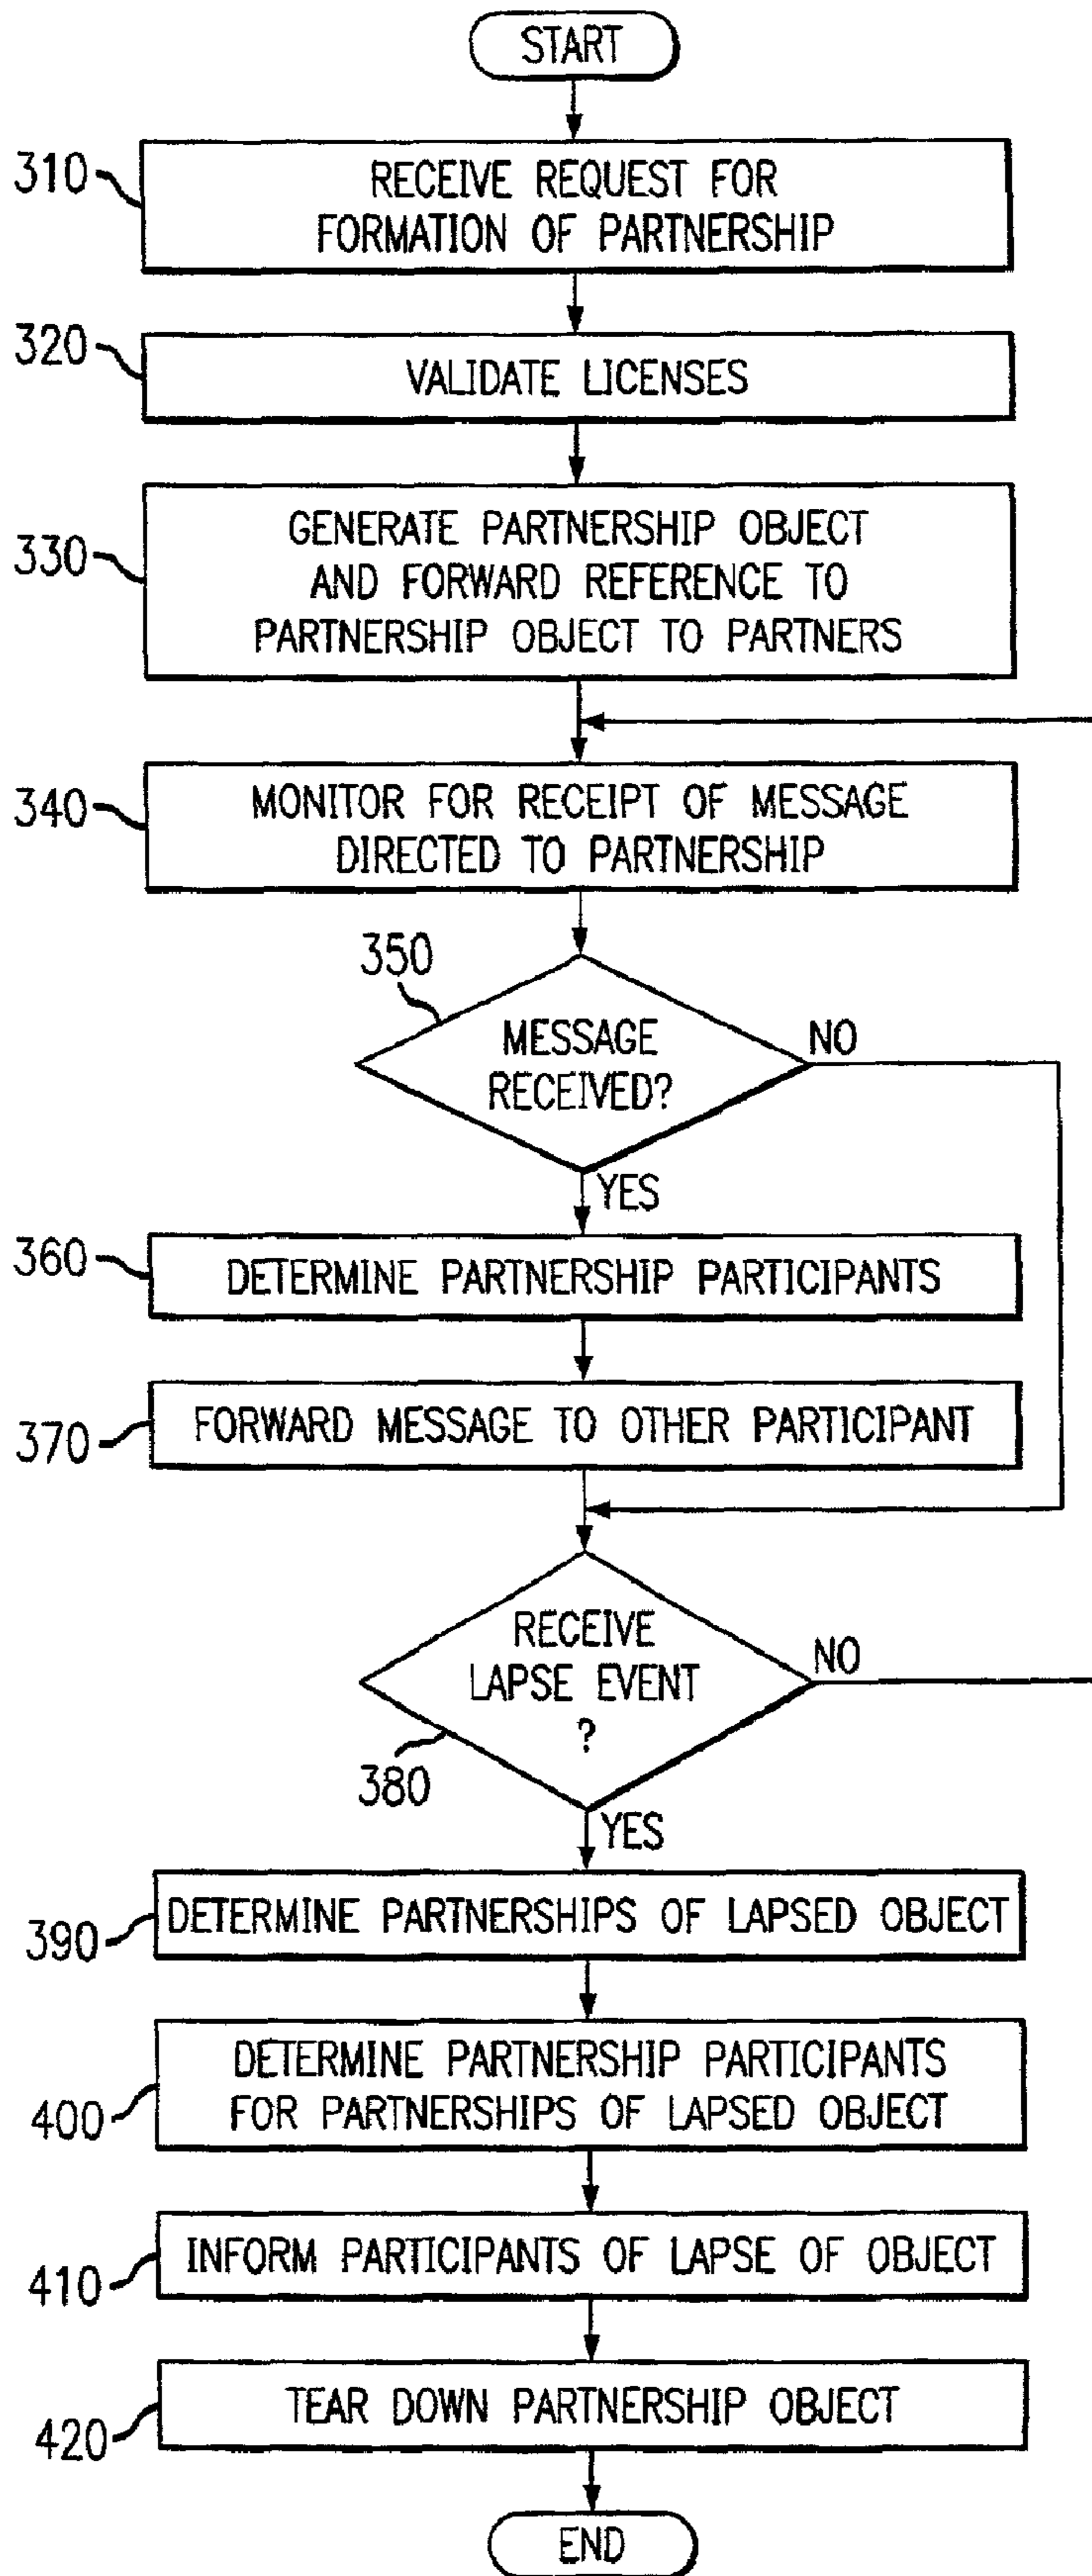 START
310
RECEIVE REQUEST FOR
FORMATION OF PARTNERSHIP
320
VALIDATE LICENSES
330
GENERATE PARTNERSHIP OBJECT
AND FORWARD REFERENCE TO
PARTNERSHIP OBJECT TO PARTNERS
340
MONITOR FOR RECEIPT OF MESSAGE
DIRECTED TO PARTNERSHIP
350
MESSAGE
RECEIVED?
NO
YES
360
DETERMINE PARTNERSHIP PARTICIPANTS
370
FORWARD MESSAGE TO OTHER PARTICIPANT
RECEIVE
LAPSE EVENT
?
NO
380
YES
390
DETERMINE PARTNERSHIPS OF LAPSED OBJECT
400
DETERMINE PARTNERSHIP PARTICIPANTS
FOR PARTNERSHIPS OF LAPSED OBJECT
410
INFORM PARTICIPANTS OF LAPSE OF OBJECT
420
TEAR DOWN PARTNERSHIP OBJECT
END